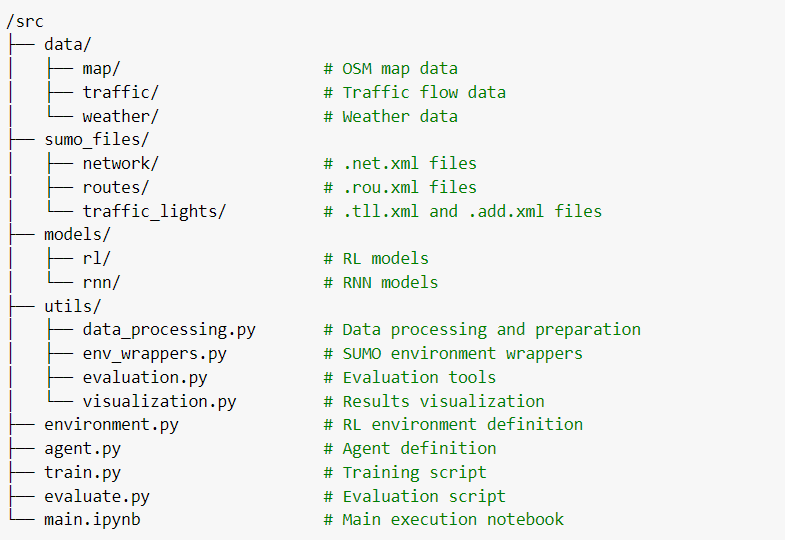 /src
├── data/
│   ├── map/                     # OSM map data
│   ├── traffic/                 # Traffic flow data
│   └── weather/                 # Weather data
├── sumo_files/
│   ├── network/                 # .net.xml files
│   ├── routes/                  # .rou.xml files
│   └── traffic_lights/          # .tll.xml and .add.xml files
├── models/
│   ├── rl/                      # RL models
│   └── rnn/                     # RNN models
├── utils/
│   ├── data_processing.py       # Data processing and preparation
│   ├── env_wrappers.py          # SUMO environment wrappers
│   ├── evaluation.py            # Evaluation tools
│   └── visualization.py         # Results visualization
├── environment.py               # RL environment definition
├── agent.py                     # Agent definition
├── train.py                     # Training script
├── evaluate.py                  # Evaluation script
└── main.ipynb                   # Main execution notebook